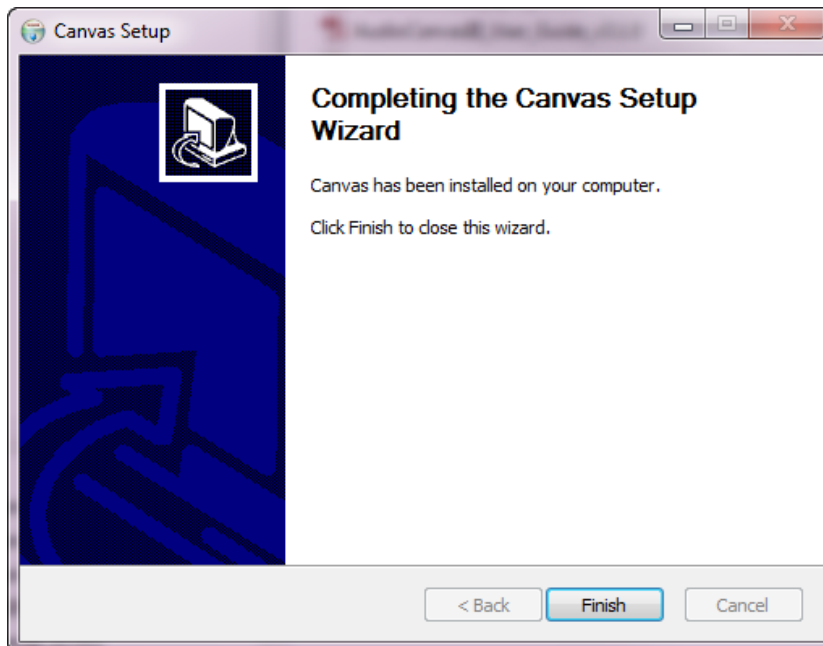 Canvas Setup
Completing the Canvas Setup
Wizard
Canvas has been installed on your computer.
Click Finish to close this wizard.
< Back
Finish
Cancel